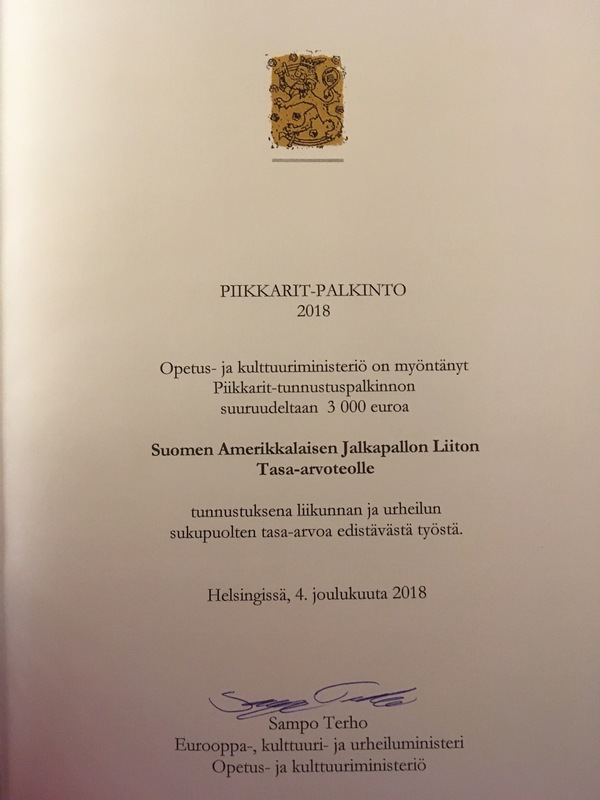 PIIKKARIT-PALKINTO
2018
Opetus- ja kulttuuriministeriö on myöntänyt
Piikkarit-tunnustuspalkinnon
suuruudeltaan 3 000 euroa
Suomen Amerikkalaisen Jalkapallon Liiton
Tasa-arvoteolle
tunnustuksena liikunnan ja urheilun
sukupuolten tasa-arvoa edistävästä työstä.
Helsingissä, 4. joulukuuta 2018
Sampo Terho
Eurooppa-, kulttuuri- ja urheiluministeri
Opetus- ja kulttuuriministeriö